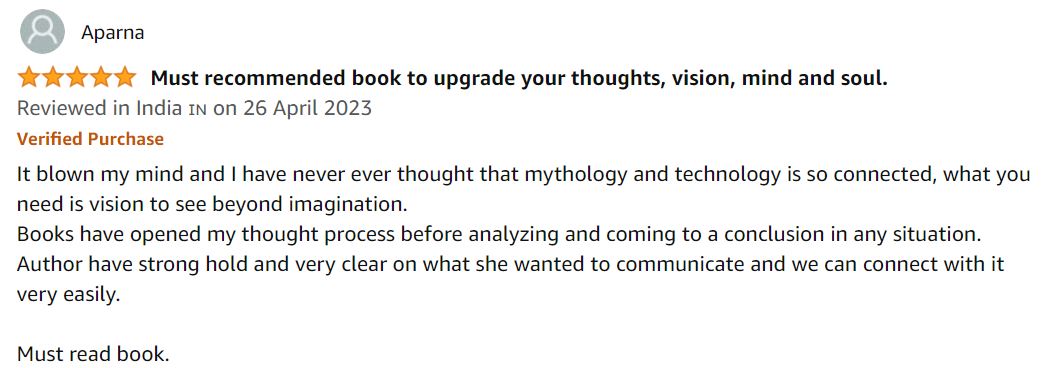 Aparna
Must recommended book to upgrade your thoughts, vision, mind and soul.
Reviewed in India IN on 26 April 2023
Verified Purchase
It blown my mind and I have never ever thought that mythology and technology is so connected, what you
need is vision to see beyond imagination.
Books have opened my thought process before analyzing and coming to a conclusion in any situation.
Author have strong hold and very clear on what she wanted to communicate and we can connect with it
very easily.
Must read book.